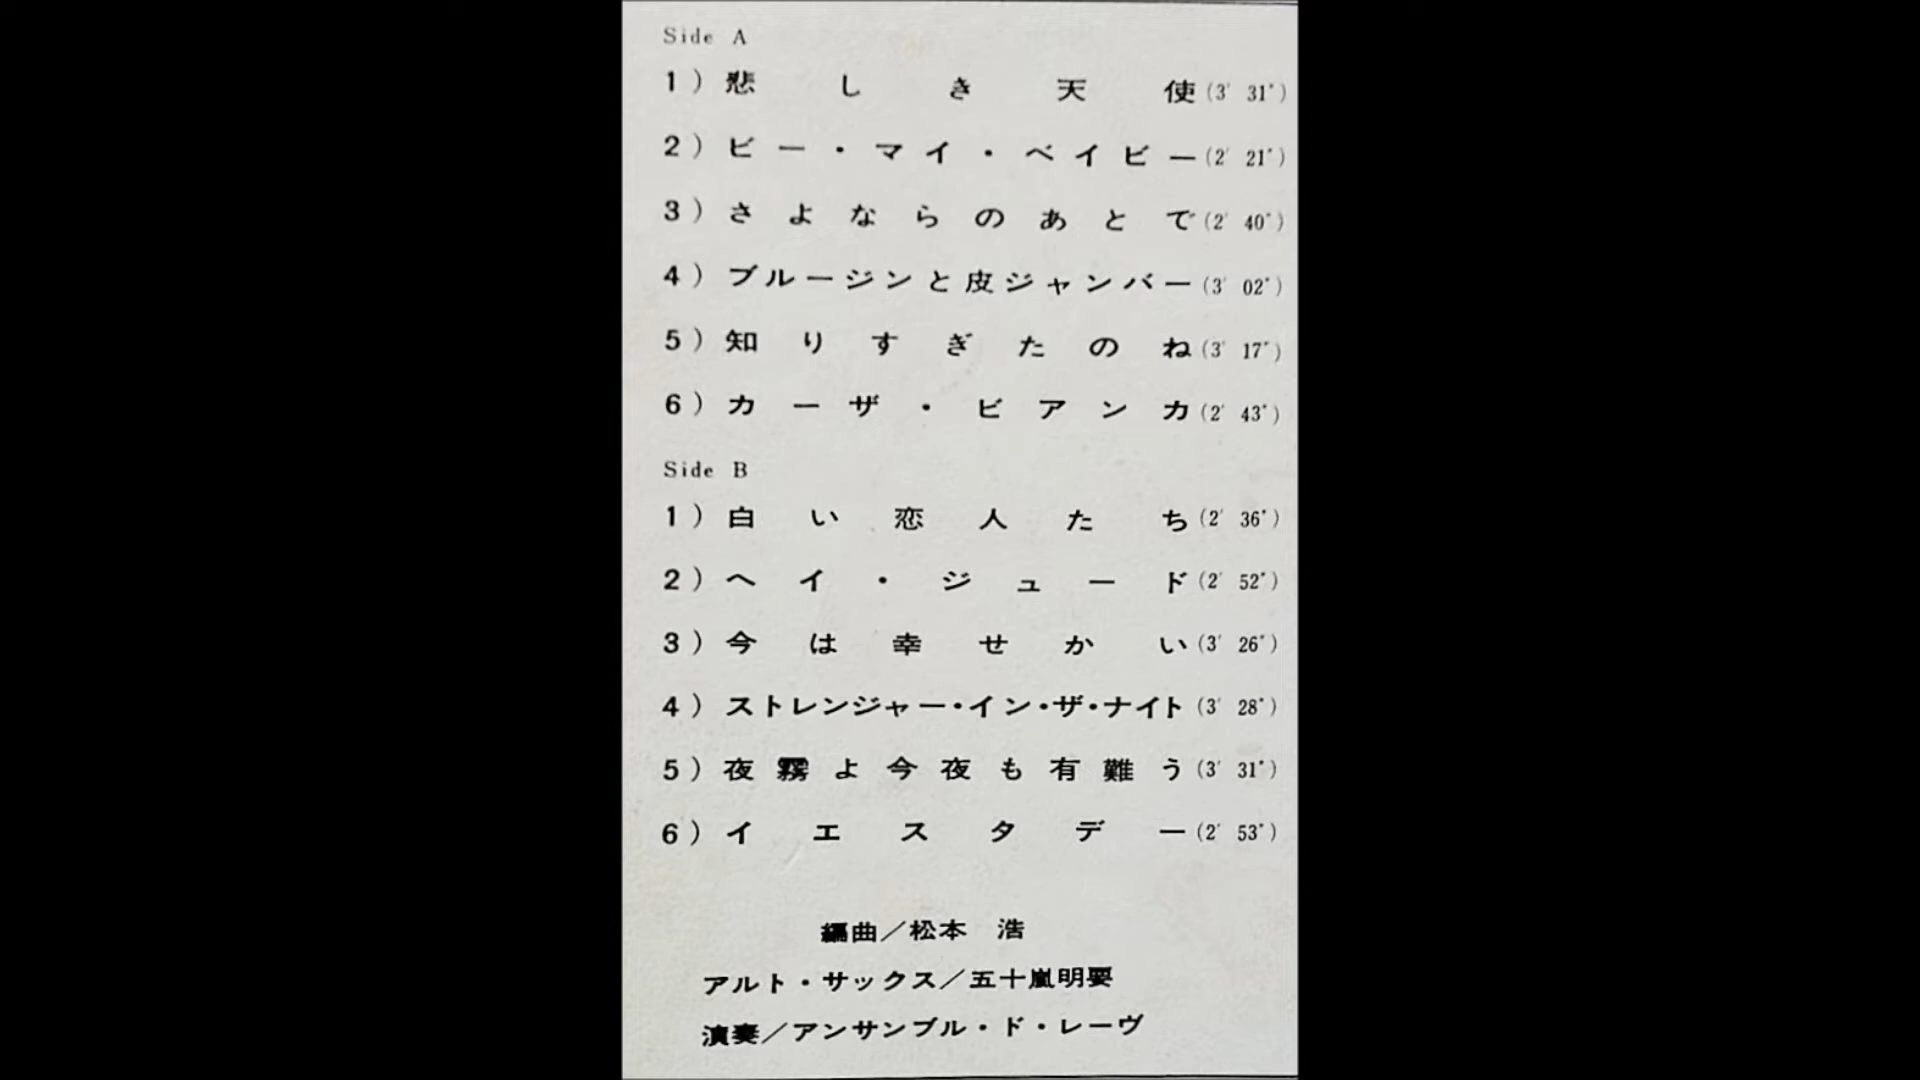 Side A
1) 悲しき天使 (3′ 31″)
2) ビー・マイ・ベイビー (2′ 21″)
3) さよならのあとで (2′ 40″)
4) ブルージンと皮ジャンバー (3′ 02″)
5) 知りすぎたのね (3′ 17″)
6) カーザ・ビアンカ (2′ 43″)
Side B
1) 白い恋人たち (2′ 36″)
2) ヘイ・ジュード (2′ 52″)
3) 今は幸せかい (3′ 26″)
4) ストレンジャー・イン・ザ・ナイト (3′ 28″)
5) 夜霧よ今夜も有難う (3′ 31″)
6) イエスタデー (2′ 53″)
編曲／松本 浩
アルト・サックス／五十嵐明要
演奏／アンサンブル・ド・レーヴ